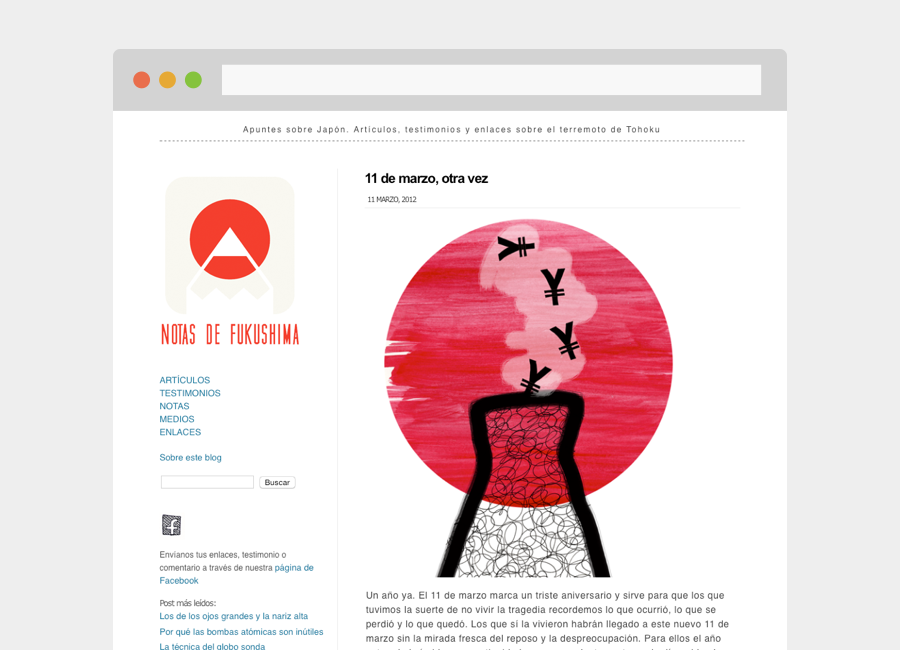 Apuntes sobre Japón. Artículos, testimonios y enlaces sobre el terremoto de Tohoku
NOTAS DE FUKUSHIMA
ARTÍCULOS
TESTIMONIOS
NOTAS
MEDIOS
ENLACES
Sobre este blog
Buscar
f
Envíanos tus enlaces, testimonio o
comentario a través de nuestra página de
Facebook
Post más leídos:
Los de los ojos grandes y la nariz alta
Por qué las bombas atómicas son inútiles
La técnica del globo sonda
11 de marzo, otra vez
11 MARZO, 2012
¥
¥
¥
¥
Un año ya. El 11 de marzo marca un triste aniversario y sirve para que los que
tuvimos la suerte de no vivir la tragedia recordemos lo que ocurrió, lo que se
perdió y lo que quedó. Los que sí la vivieron habrán llegado a este nuevo 11 de
marzo sin la mirada fresca del reposo y la despreocupación. Para ellos el año